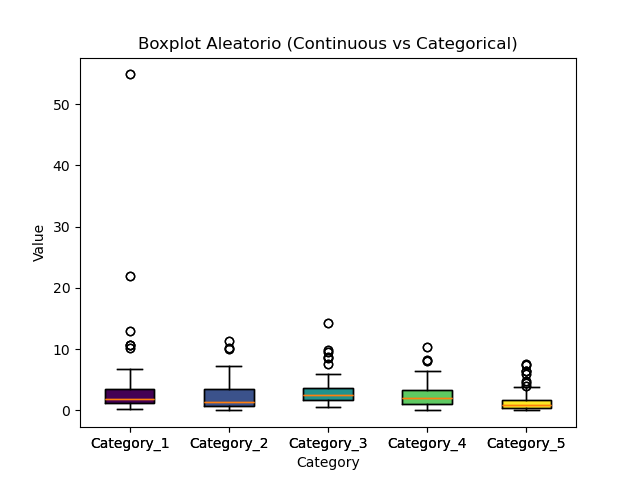 Boxplot Aleatorio (Continuous vs Categorical)
50
40
30
20
10
0
Value
Category_1 Category_2 Category_3 Category_4 Category_5
Category